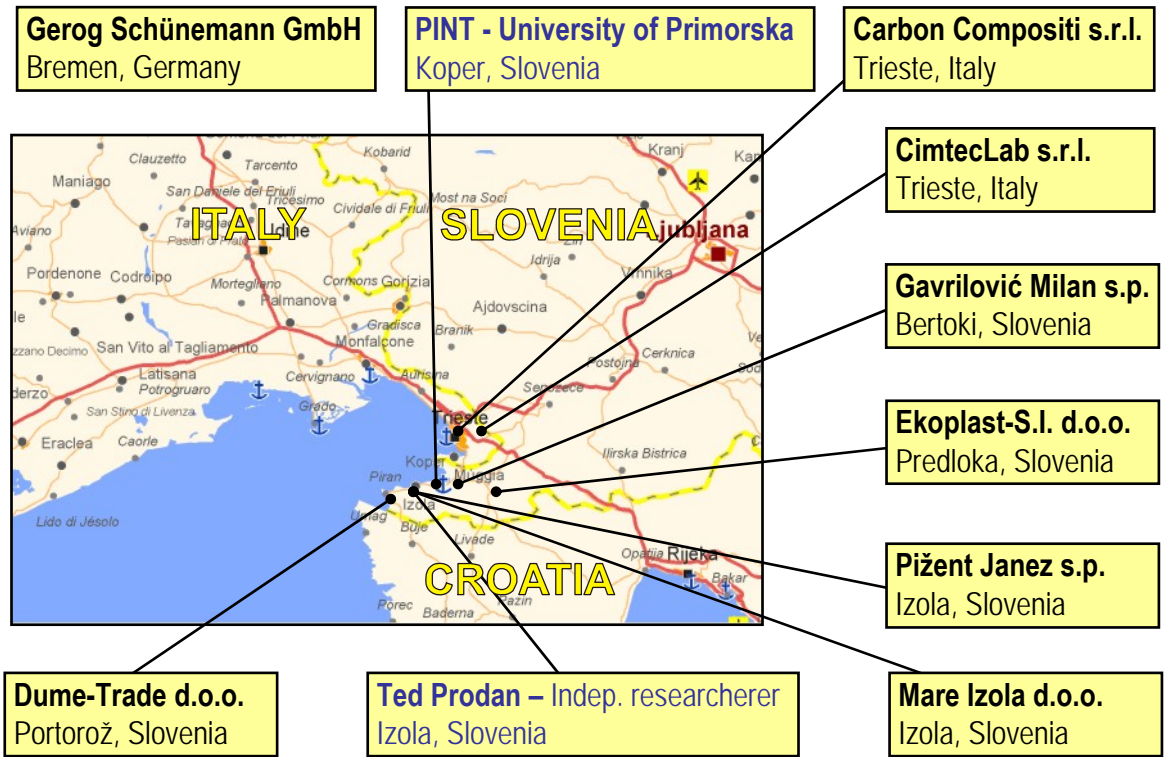 Gerog Schünemann GmbH
Bremen, Germany
PINT - University of Primorska
Koper, Slovenia
Carbon Compositi s.r.l.
Trieste, Italy
CimtecLab s.r.l.
Trieste, Italy
Gavrilović Milan s.p.
Bertoki, Slovenia
Ekoplast-S.I. d.o.o.
Predloka, Slovenia
Pižent Janez s.p.
Izola, Slovenia
Mare Izola d.o.o.
Izola, Slovenia
Ted Prodan – Indep. researcherer
Izola, Slovenia
Dume-Trade d.o.o.
Portorož, Slovenia
ITALY
SLOVENIA
CROATIA
Clauzetto
Tarcento
Kobarid
Kranj
Maniago
San Daniele del Friuli
Tricesimo
Cividale di Friuli
Most na Soci
Aviano
Udine
Ljubljana
Idrija
Vrhnika
Pordenone
Codroipo
Mortegliano
Cormons
Gorizia
Palmanova
Ajdovscina
Gradisca
Branik
zzano Decimo
San Vito al Tagliamento
Monfalcone
Postojna
Cerknica
Latisana
Cervignano
Aurisina
Sepozece
Potrogruaro
San Stino di Livenza
Grado
Trieste
Eraclea
Caorle
Koper
Muggia
Ilirska Bistrica
Piran
Izola
Lido di Jésolo
Umag
Buje
Livade
Opatija
Rijeka
Bakar
Porec
Baderna
Pazin